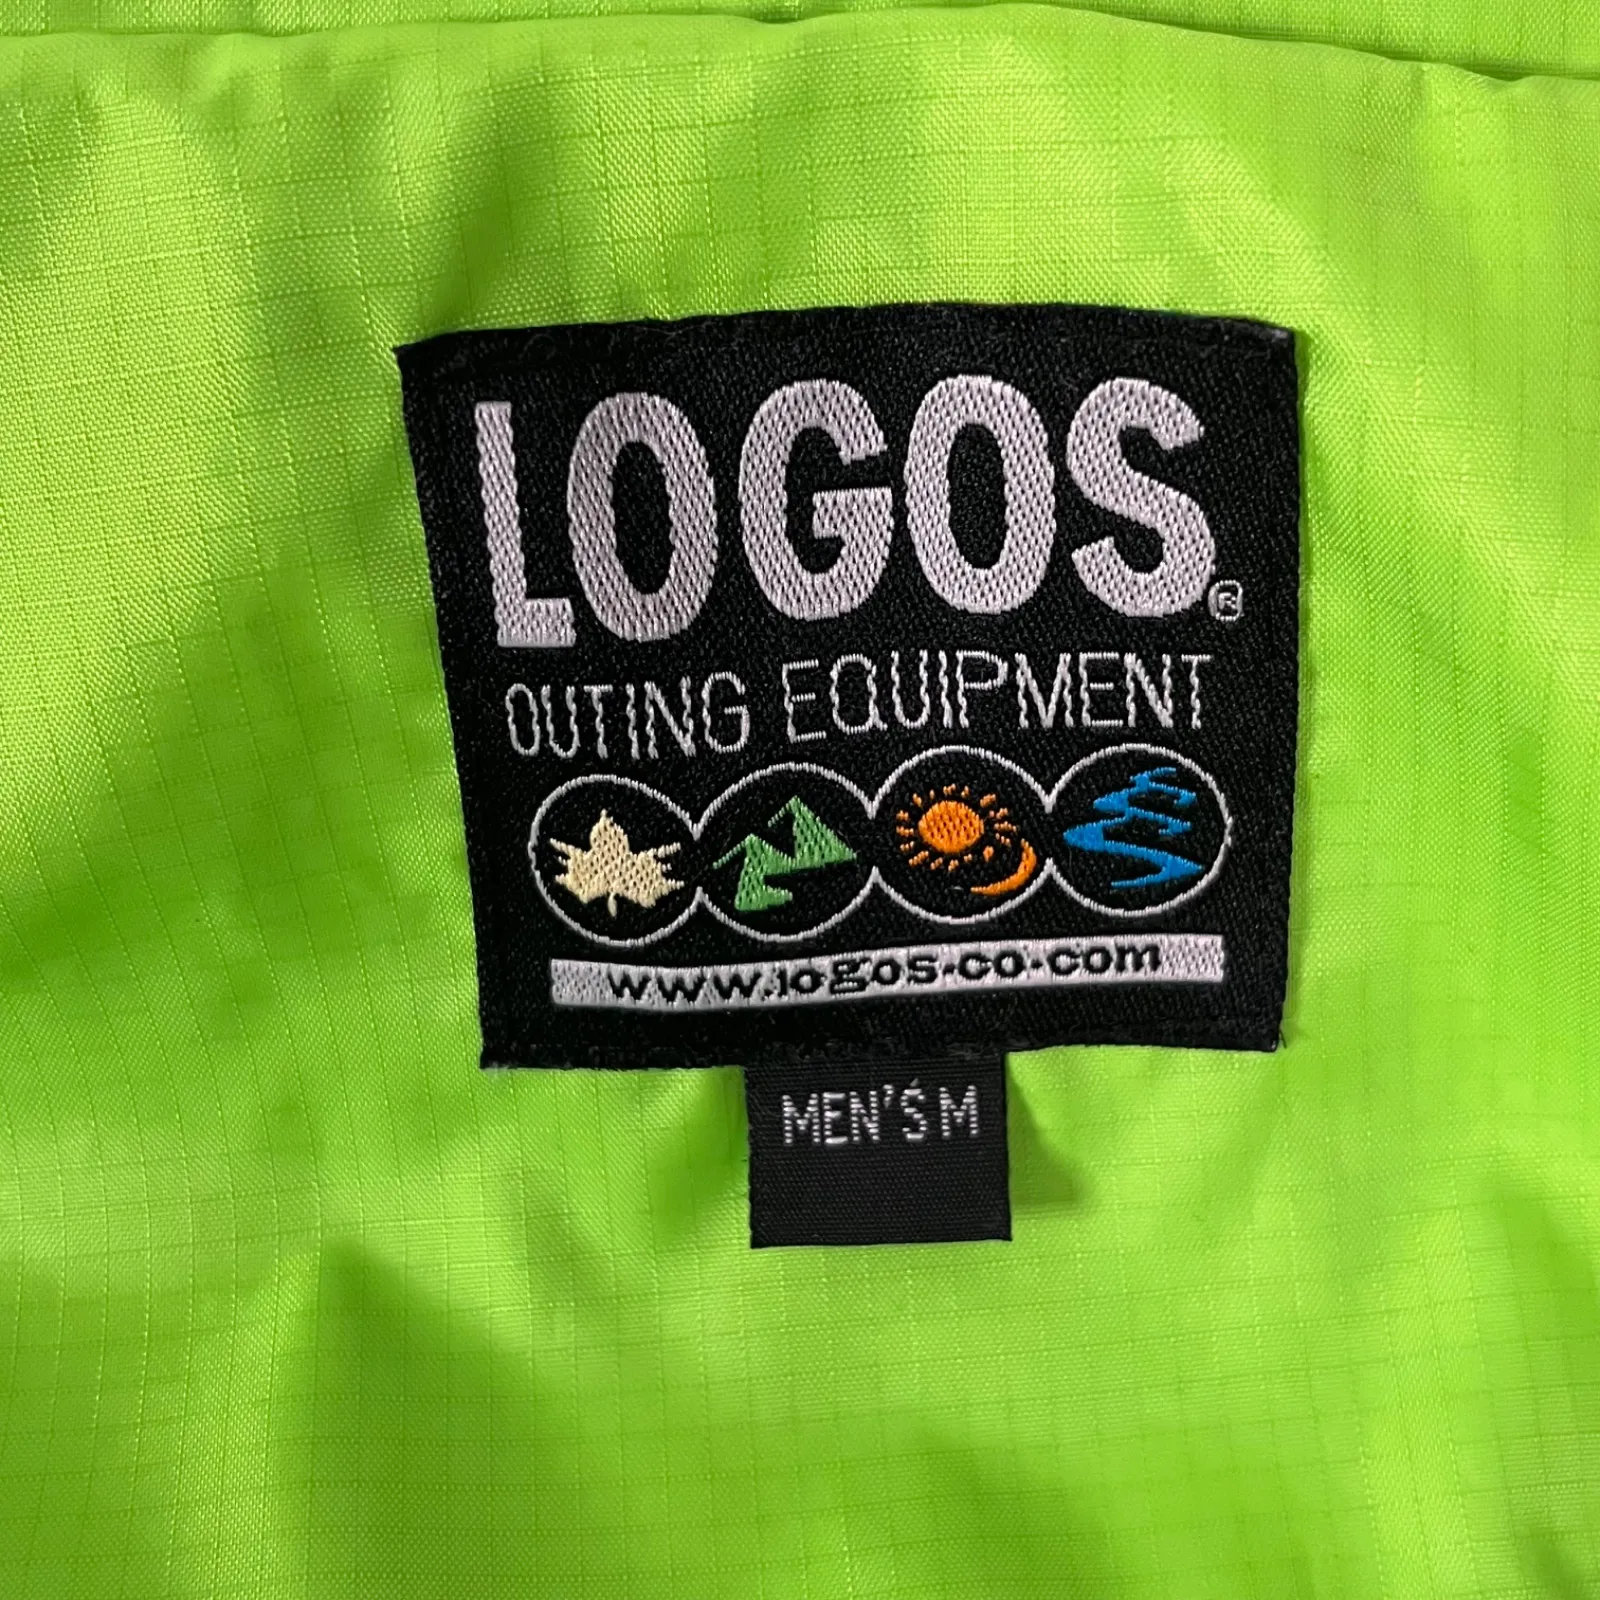 LOGOS®
OUTING EQUIPMENT
www.logos-co-com
MEN'S M